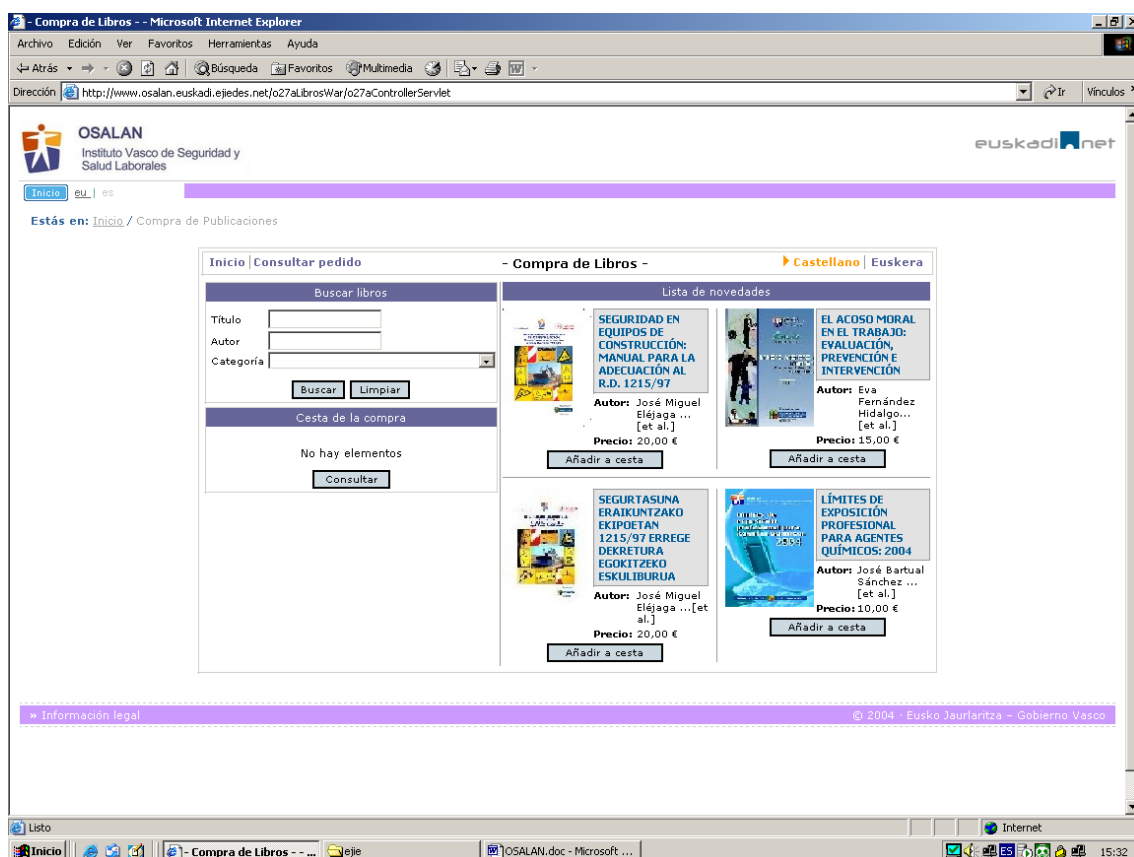 - Compra de Libros - - Microsoft Internet Explorer
Archivo Edición Ver Favoritos Herramientas Ayuda
Atrás Búsqueda Favoritos Multimedia
Dirección http://www.osalan.euskadi.ejiedes.net/o27aLibrosWar/o27aControllerServlet Ir Vínculos
OSALAN
Instituto Vasco de Seguridad y
Salud Laborales
euskadi net
Inicio eu | es
Estás en: Inicio / Compra de Publicaciones
Inicio | Consultar pedido - Compra de Libros - Castellano | Euskera
Buscar libros
Título
Autor
Categoría
Buscar Limpiar
Cesta de la compra
No hay elementos
Consultar
Lista de novedades
SEGURIDAD EN
EQUIPOS DE
CONSTRUCCIÓN:
MANUAL PARA LA
ADECUACIÓN AL
R.D. 1215/97
Autor: José Miguel
Eléjaga ...
[et al.]
Precio: 20,00 €
Añadir a cesta
EL ACOSO MORAL
EN EL TRABAJO:
EVALUACIÓN,
PREVENCIÓN E
INTERVENCIÓN
Autor: Eva
Fernández
Hidalgo...
[et al.]
Precio: 15,00 €
Añadir a cesta
SEGURTASUNA
ERAIKUNTZAKO
EKIPOETAN
1215/97 ERREGE
DEKRETURA
EGOKITZEKO
ESKULIBURUA
Autor: José Miguel
Eléjaga ...[et
al.]
Precio: 20,00 €
Añadir a cesta
LÍMITES DE
EXPOSICIÓN
PROFESIONAL
PARA AGENTES
QUÍMICOS: 2004
Autor: José Bartual
Sánchez ...
[et al.]
Precio: 10,00 €
Añadir a cesta
» Información legal © 2004 · Eusko Jaurlaritza – Gobierno Vasco
Listo Internet
Inicio - Compra de Libros - - ... ejie OSALAN.doc - Microsoft ... ES 15:32